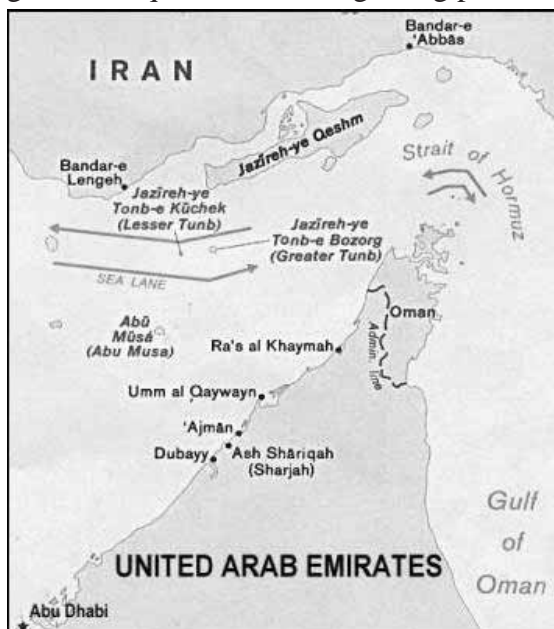 Bandar-e
'Abbās
IRAN
Jazīreh-ye Qeshm
Strait of Hormuz
Bandar-e
Lengeh
Jazīreh-ye
Tonb-e Kūchek
(Lesser Tunb)
Jazīreh-ye
Tonb-e Bozorg
(Greater Tunb)
SEA LANE
Abū
Mūsá
(Abu Musa)
Oman
Admin. line
Ra's al Khaymah
Umm al Qaywayn
'Ajmān
Dubayy
Ash Shāriqah
(Sharjah)
Gulf
of
Oman
UNITED ARAB EMIRATES
Abu Dhabi